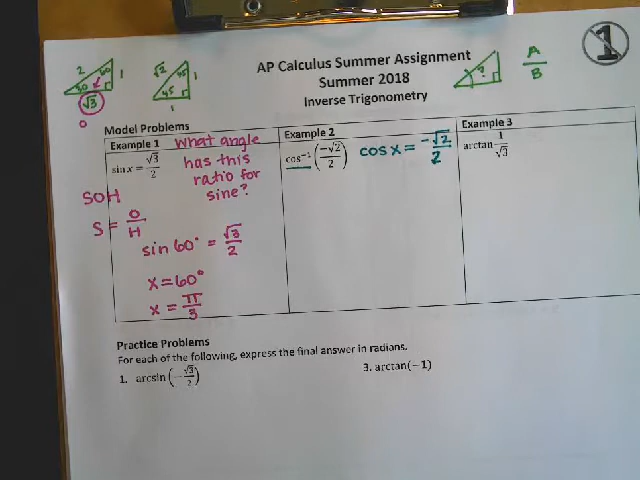 AP Calculus Summer Assignment
Summer 2018
Inverse Trigonometry
1
2 60 1 30 √3
O
√2 45 1 45 1
x ?
A/B
Model Problems
Example 1
sin x = √3/2
What angle
has this
ratio for
sine?
SOH
S = O/H
sin 60° = √3/2
x = 60°
x = π/3
Example 2
cos⁻¹(-√2/2)
cos x = -√2/2
Example 3
arctan 1/√3
Practice Problems
For each of the following, express the final answer in radians.
1. arcsin(-√3/2)
3. arctan(−1)